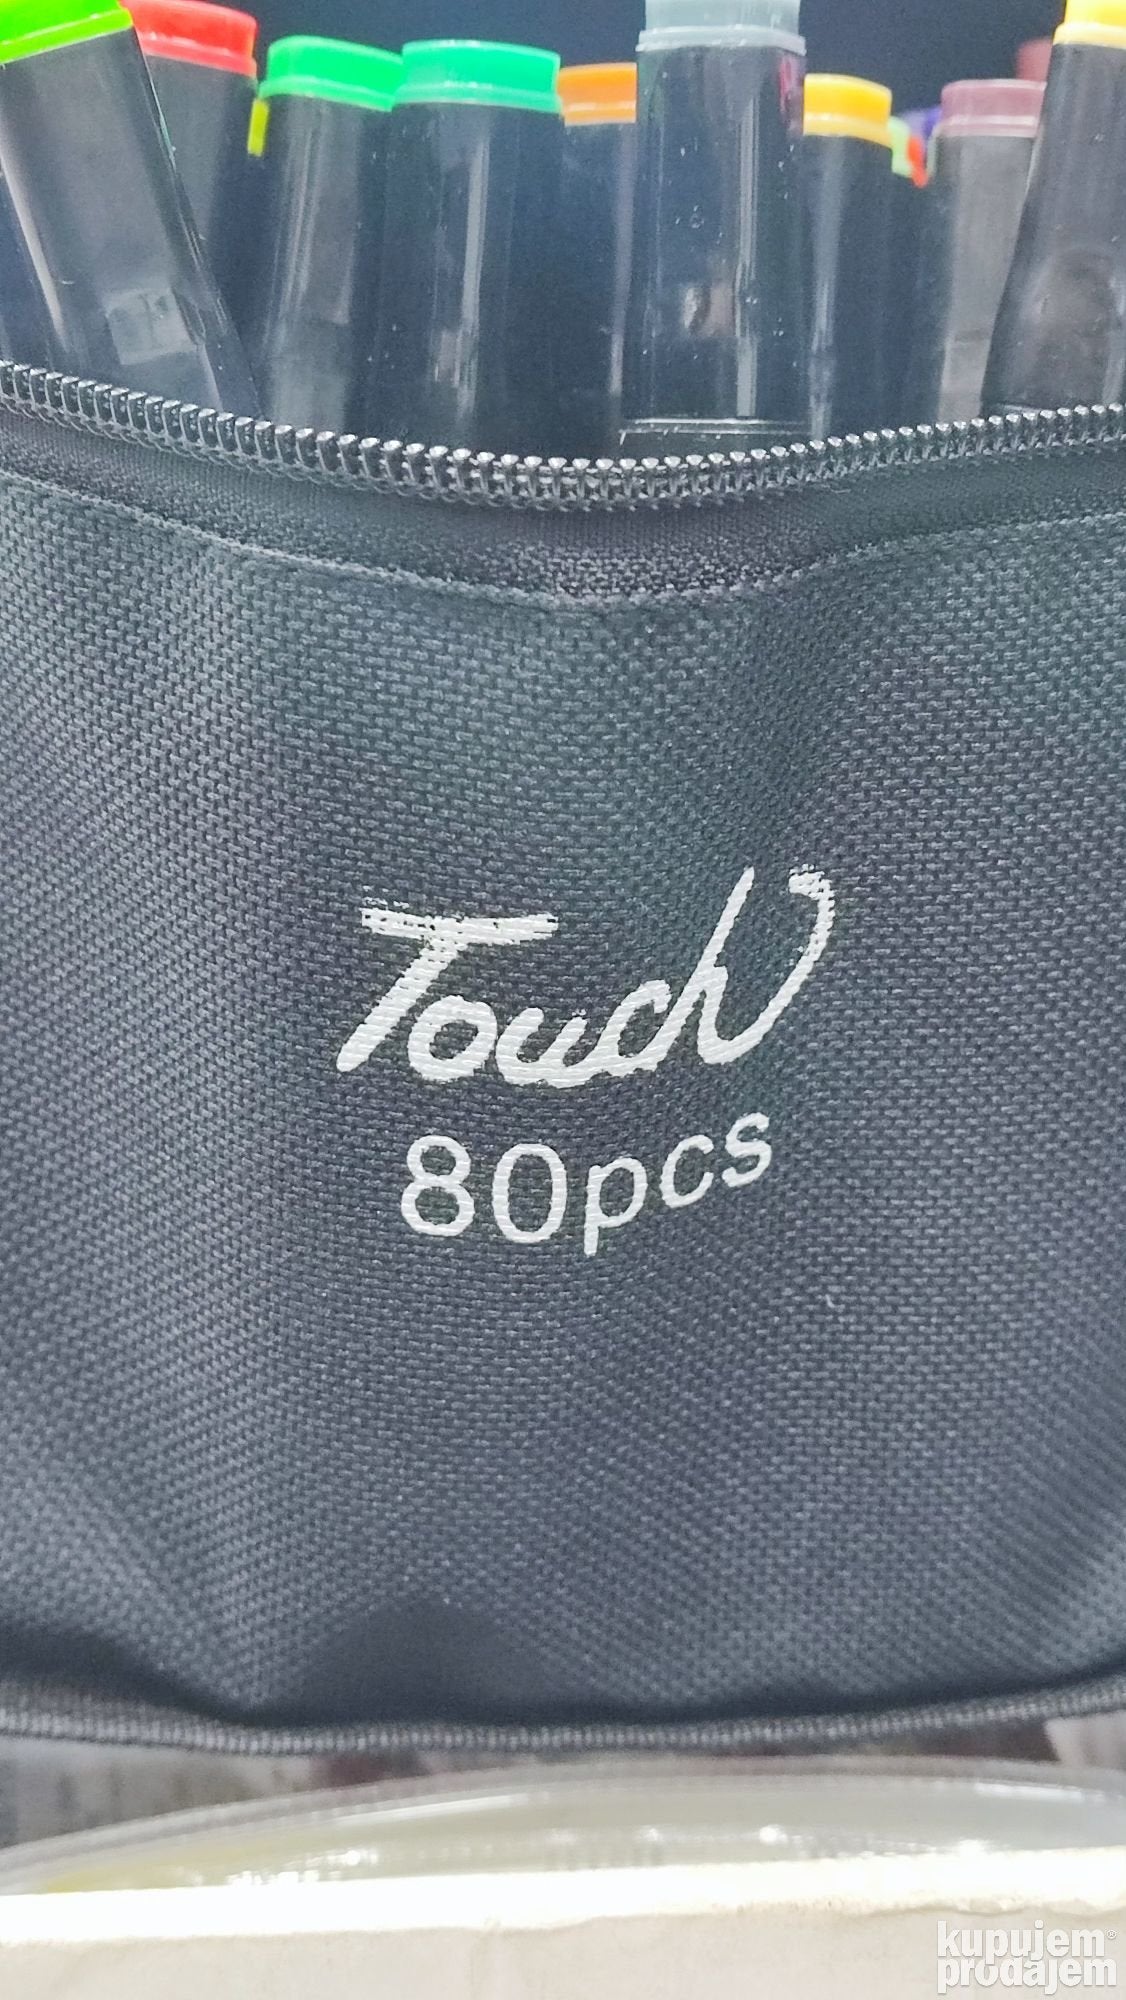 Touch
80pcs
kupujem
prodajem